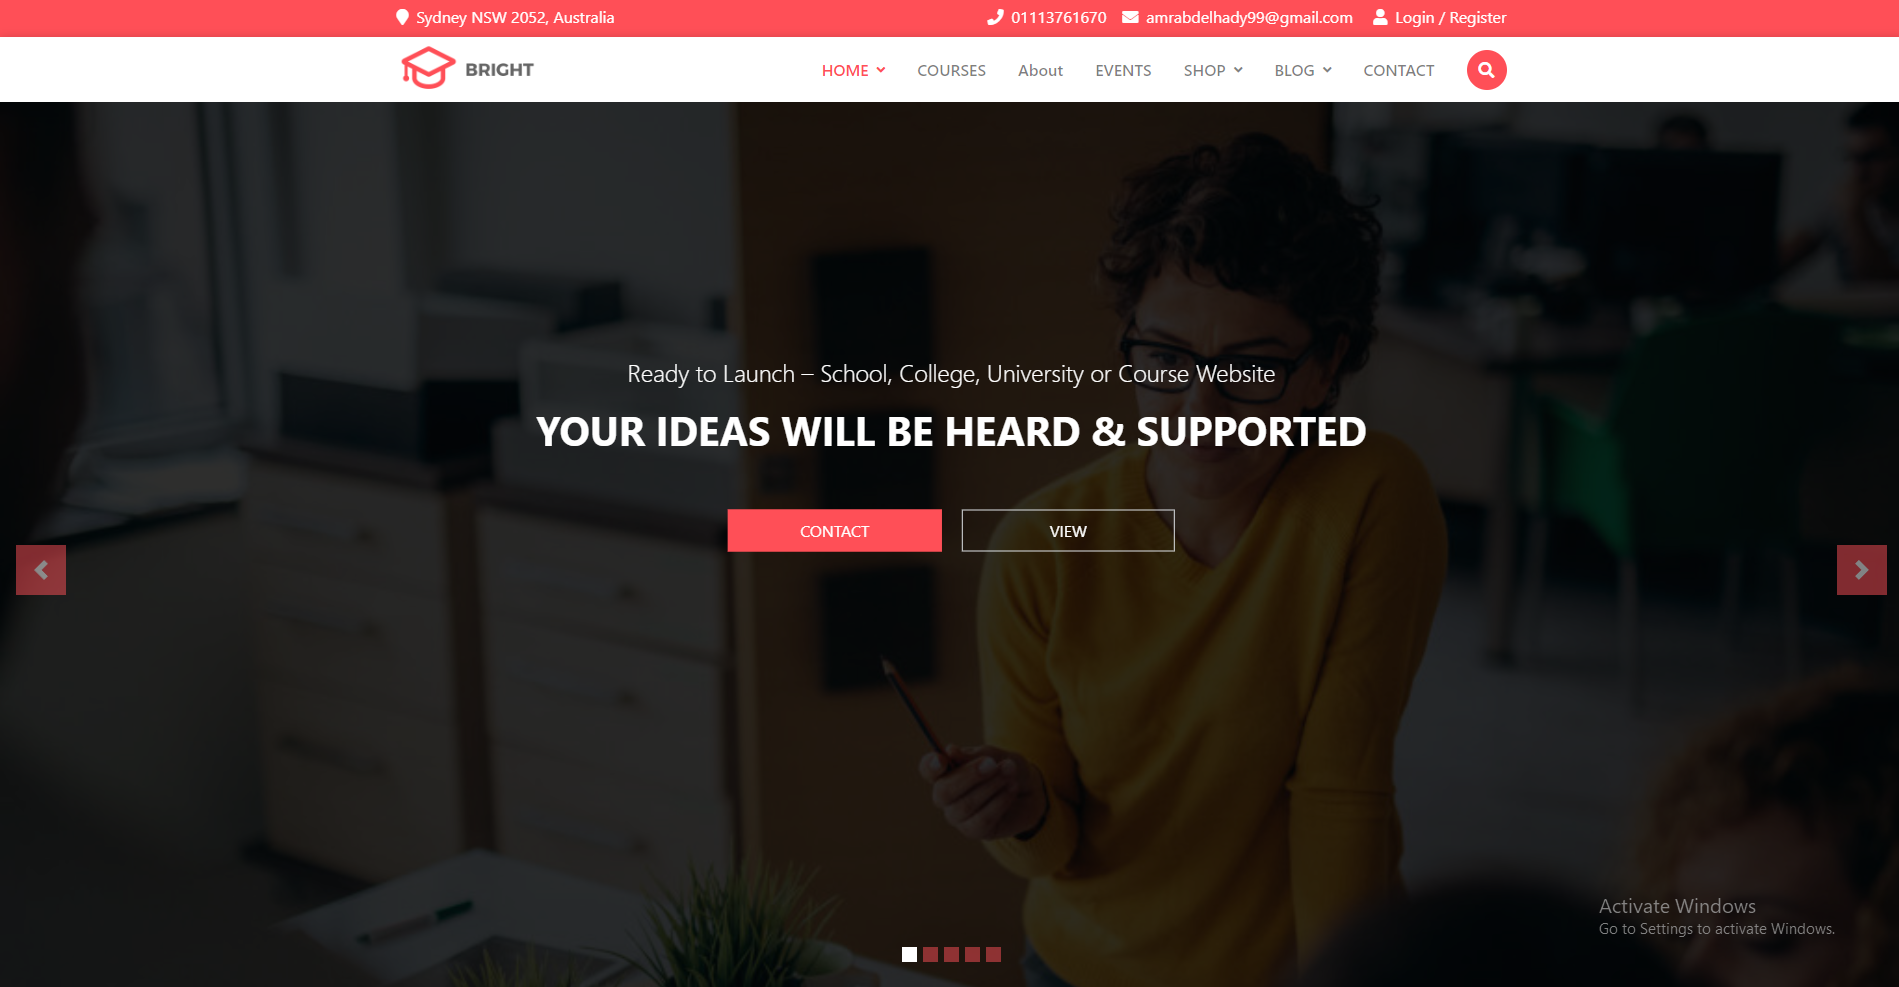 Sydney NSW 2052, Australia
01113761670 amrabdelhady99@gmail.com Login / Register
BRIGHT
HOME COURSES About EVENTS SHOP BLOG CONTACT
Ready to Launch – School, College, University or Course Website
YOUR IDEAS WILL BE HEARD & SUPPORTED
CONTACT VIEW
Activate Windows
Go to Settings to activate Windows.